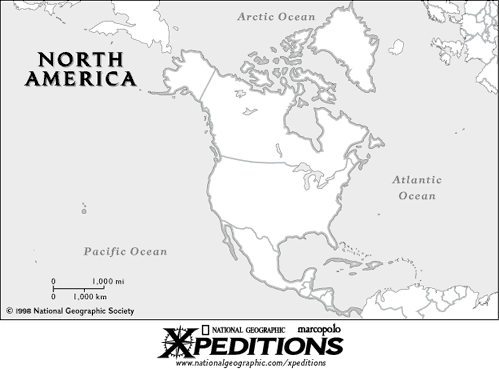 Arctic Ocean
NORTH
AMERICA
Atlantic
Ocean
Pacific Ocean
0 1,000 mi
0 1,000 km
© 1998 National Geographic Society
NATIONAL GEOGRAPHIC marcopolo
XPEDITIONS
www.nationalgeographic.com/xpeditions